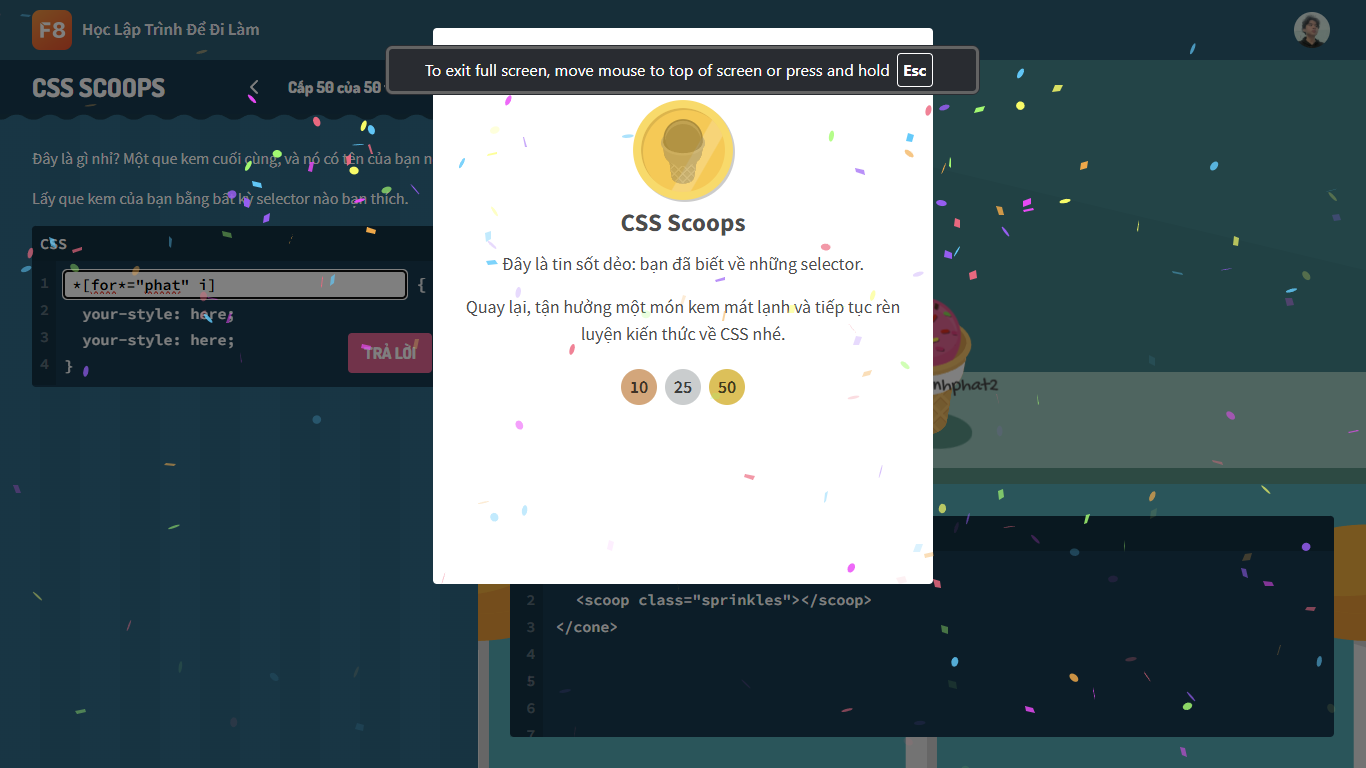 F8 Học Lập Trình Để Đi Làm
To exit full screen, move mouse to top of screen or press and hold Esc
CSS SCOOPS
Cấp 50 của 50
Đây là gì nhỉ? Một que kem cuối cùng, và nó có tên của bạn
Lấy que kem của bạn bằng bất kỳ selector nào bạn thích.
CSS
1 *[for*="phat" i] {
2 your-style: here;
3 your-style: here;
4 }
TRẢ LỜI
CSS Scoops
Đây là tin sốt dẻo: bạn đã biết về những selector.
Quay lại, tận hưởng một món kem mát lạnh và tiếp tục rèn
luyện kiến thức về CSS nhé.
10 25 50
nhphat2
2 <scoop class="sprinkles"></scoop>
3 </cone>
4
5
6
7